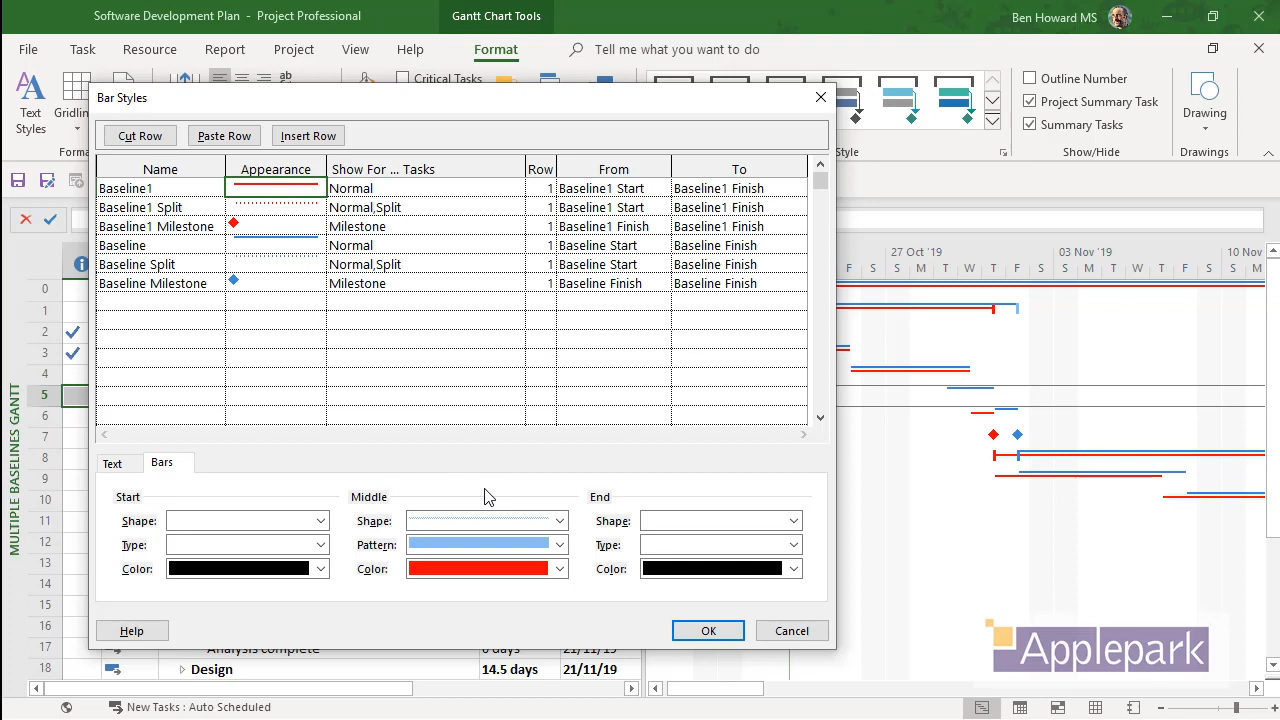 Software Development Plan - Project Professional
Gantt Chart Tools
Ben Howard MS
File Task Resource Report Project View Help Format Tell me what you want to do
Text Styles
Critical Tasks
Outline Number
Project Summary Task
Summary Tasks
Drawing
Style
Show/Hide
Bar Styles
Cut Row Paste Row Insert Row
Name Appearance Show For ... Tasks Row From To
Baseline1 Normal 1 Baseline1 Start Baseline1 Finish
Baseline1 Split Normal,Split 1 Baseline1 Start Baseline1 Finish
Baseline1 Milestone Milestone 1 Baseline1 Finish Baseline1 Finish
Baseline Normal 1 Baseline Start Baseline Finish
Baseline Split Normal,Split 1 Baseline Start Baseline Finish
Baseline Milestone Milestone 1 Baseline Finish Baseline Finish
27 Oct '19 03 Nov '19 10 Nov
F S S M T W T F S S M T W T F S S M
0
1
2
3
4
5
6
7
8
9
10
11
12
13
14
15
16
17
18
MULTIPLE BASELINES GANTT
Text Bars
Start Middle End
Shape: Shape: Shape:
Type: Pattern: Type:
Color: Color: Color:
Help OK Cancel
Analysis complete 0 days 21/11/19
Design 14.5 days 21/11/19
Applepark
New Tasks : Auto Scheduled